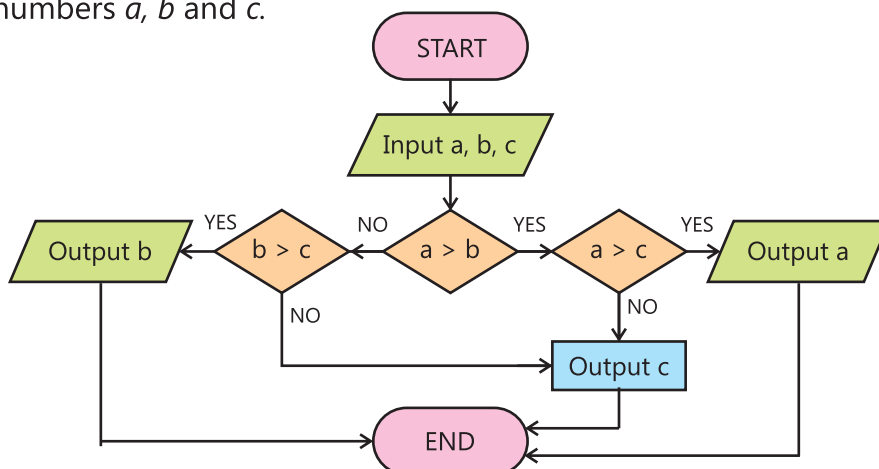 numbers a, b and c.
START
Input a, b, c
YES
NO
YES
YES
Output b
b > c
a > b
a > c
Output a
NO
NO
Output c
END